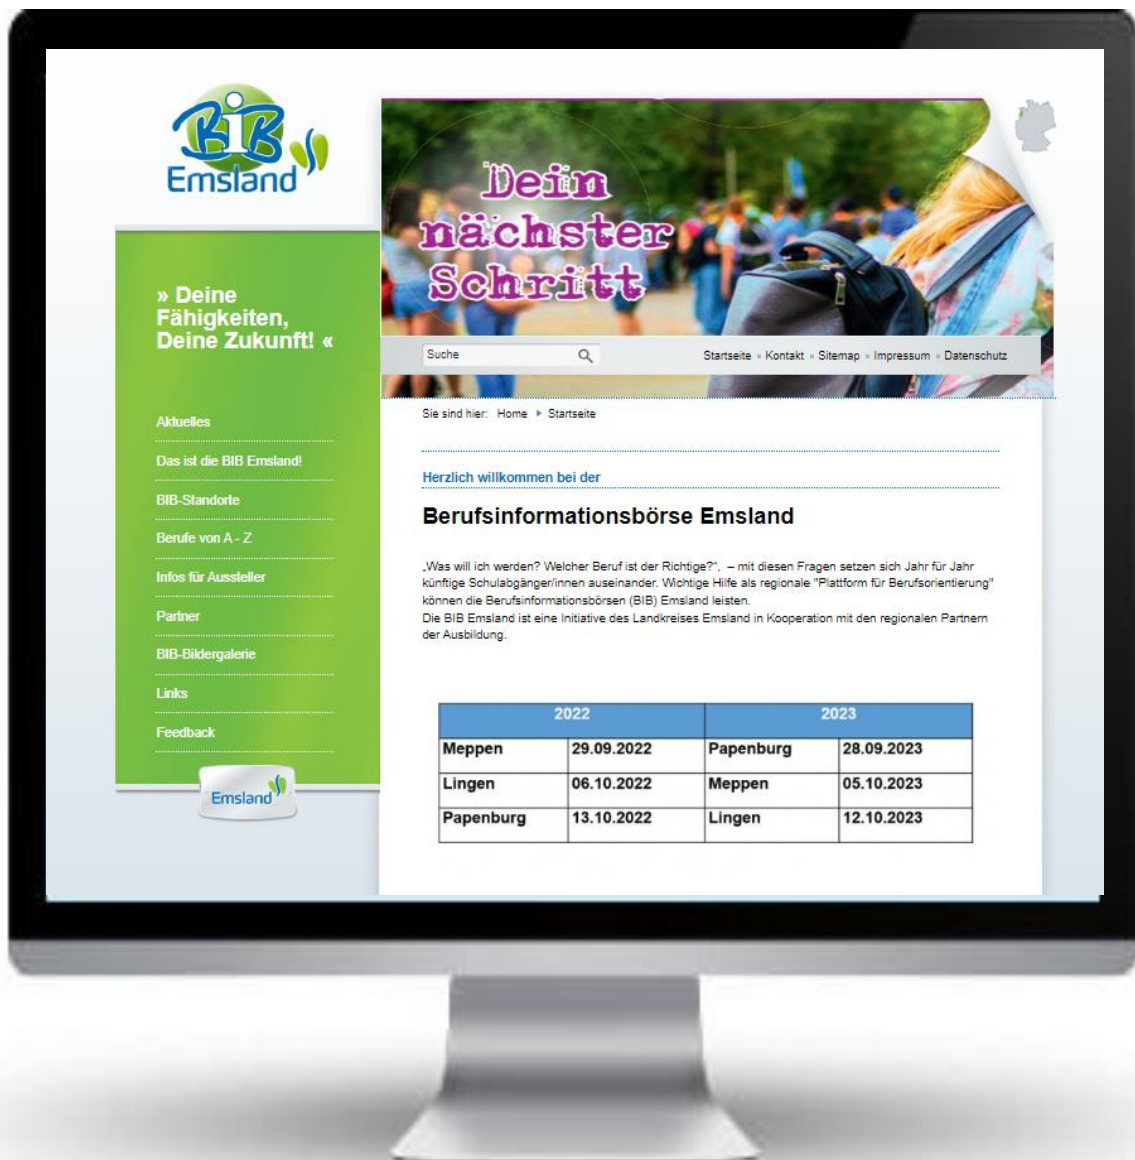 BiB
Emsland
Dein
nächster
Schritt
» Deine
Fähigkeiten,
Deine Zukunft! «
Suche
Startseite » Kontakt » Sitemap » Impressum » Datenschutz
Sie sind hier: Home ▸ Startseite
Aktuelles
Das ist die BIB Emsland!
BIB-Standorte
Berufe von A - Z
Infos für Aussteller
Partner
BIB-Bildergalerie
Links
Feedback
Emsland
Herzlich willkommen bei der
Berufsinformationsbörse Emsland
„Was will ich werden? Welcher Beruf ist der Richtige?“, – mit diesen Fragen setzen sich Jahr für Jahr
künftige Schulabgänger/innen auseinander. Wichtige Hilfe als regionale "Plattform für Berufsorientierung"
können die Berufsinformationsbörsen (BIB) Emsland leisten.
Die BIB Emsland ist eine Initiative des Landkreises Emsland in Kooperation mit den regionalen Partnern
der Ausbildung.
2022 2023
Meppen 29.09.2022 Papenburg 28.09.2023
Lingen 06.10.2022 Meppen 05.10.2023
Papenburg 13.10.2022 Lingen 12.10.2023